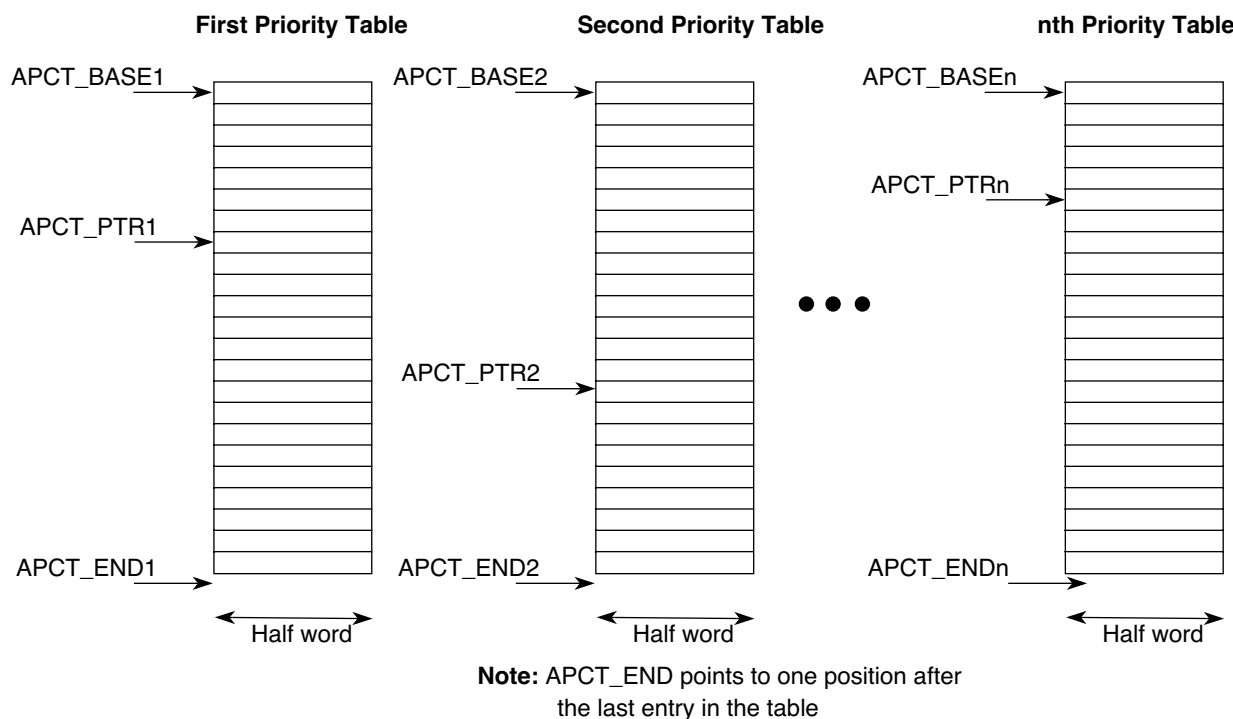 First Priority Table
Second Priority Table
nth Priority Table
APCT_BASE1
APCT_BASE2
APCT_BASEn
APCT_PTR1
APCT_PTRn
APCT_PTR2
APCT_END1
APCT_END2
APCT_ENDn
Half word
Half word
Half word
Note: APCT_END points to one position after
the last entry in the table